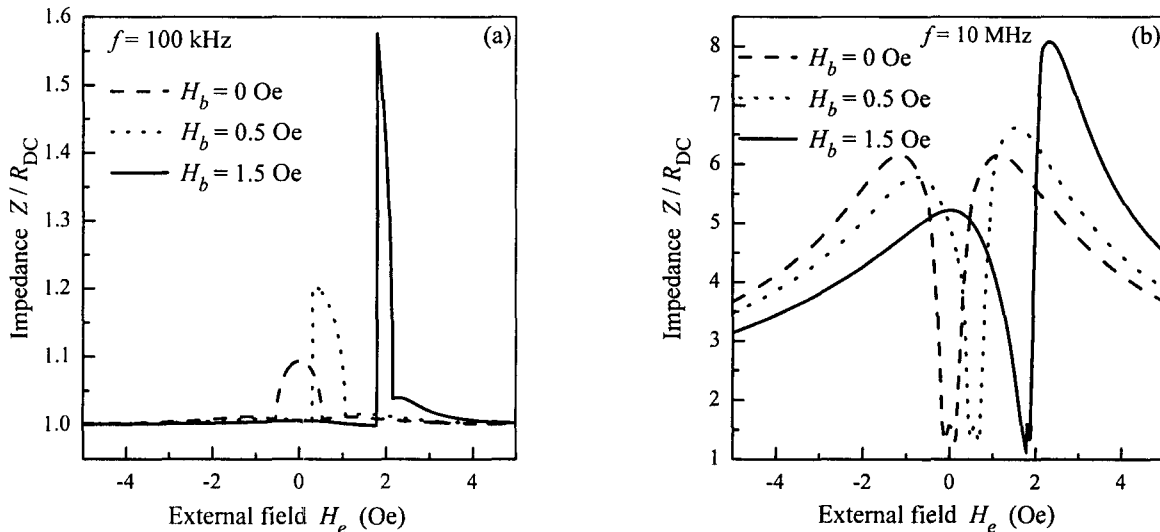 (a)
f = 100 kHz
H_b = 0 Oe
H_b = 0.5 Oe
H_b = 1.5 Oe
Impedance Z / R_DC
1.6
1.5
1.4
1.3
1.2
1.1
1.0
-4
-2
0
2
4
External field H_e (Oe)
(b)
f = 10 MHz
H_b = 0 Oe
H_b = 0.5 Oe
H_b = 1.5 Oe
Impedance Z / R_DC
8
7
6
5
4
3
2
1
-4
-2
0
2
4
External field H_e (Oe)